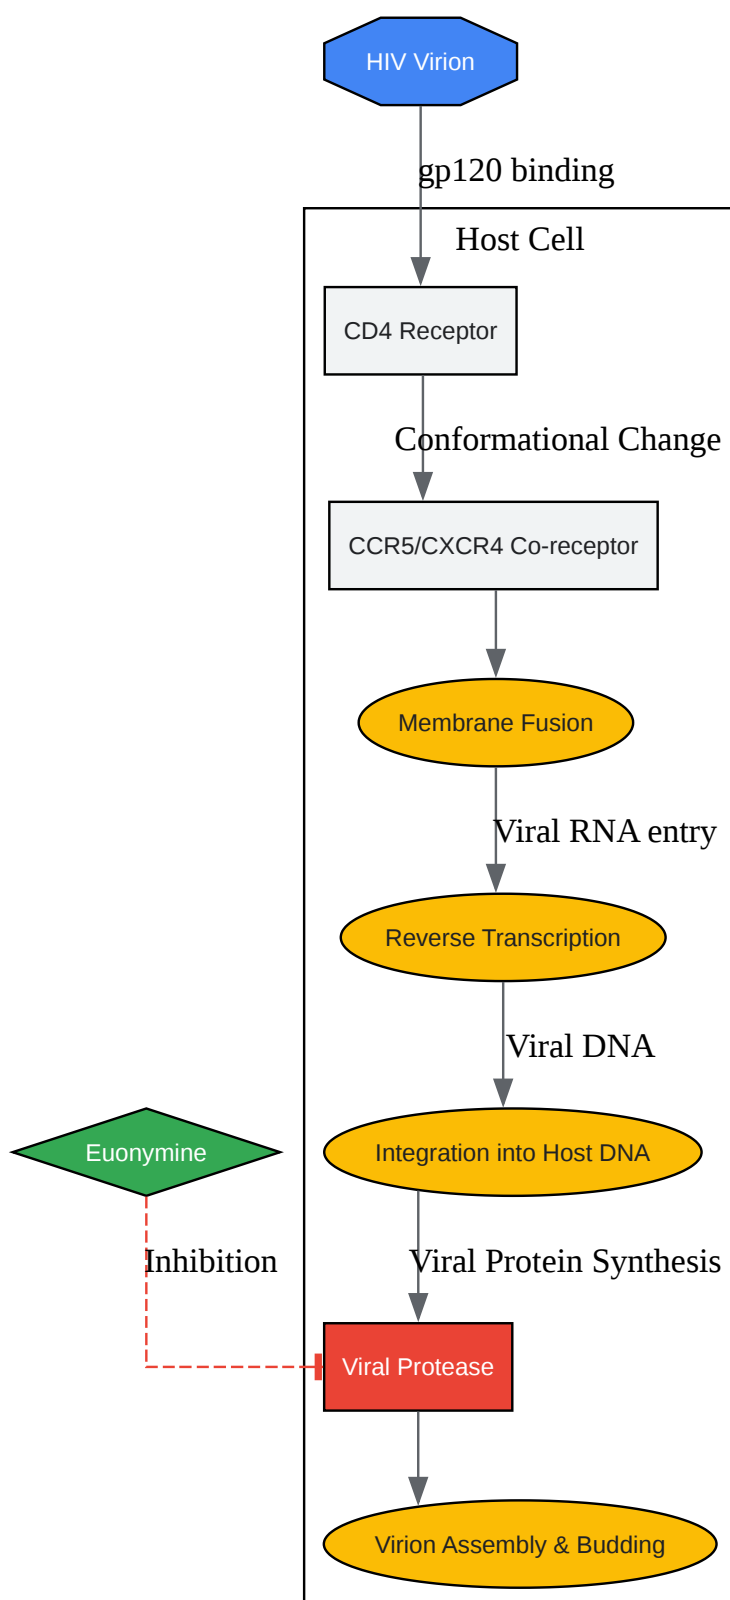 HIV Virion
gp120 binding
Host Cell
CD4 Receptor
Conformational Change
CCR5/CXCR4 Co-receptor
Membrane Fusion
Viral RNA entry
Reverse Transcription
Viral DNA
Euonymine
Integration into Host DNA
Inhibition
Viral Protein Synthesis
Viral Protease
Virion Assembly & Budding